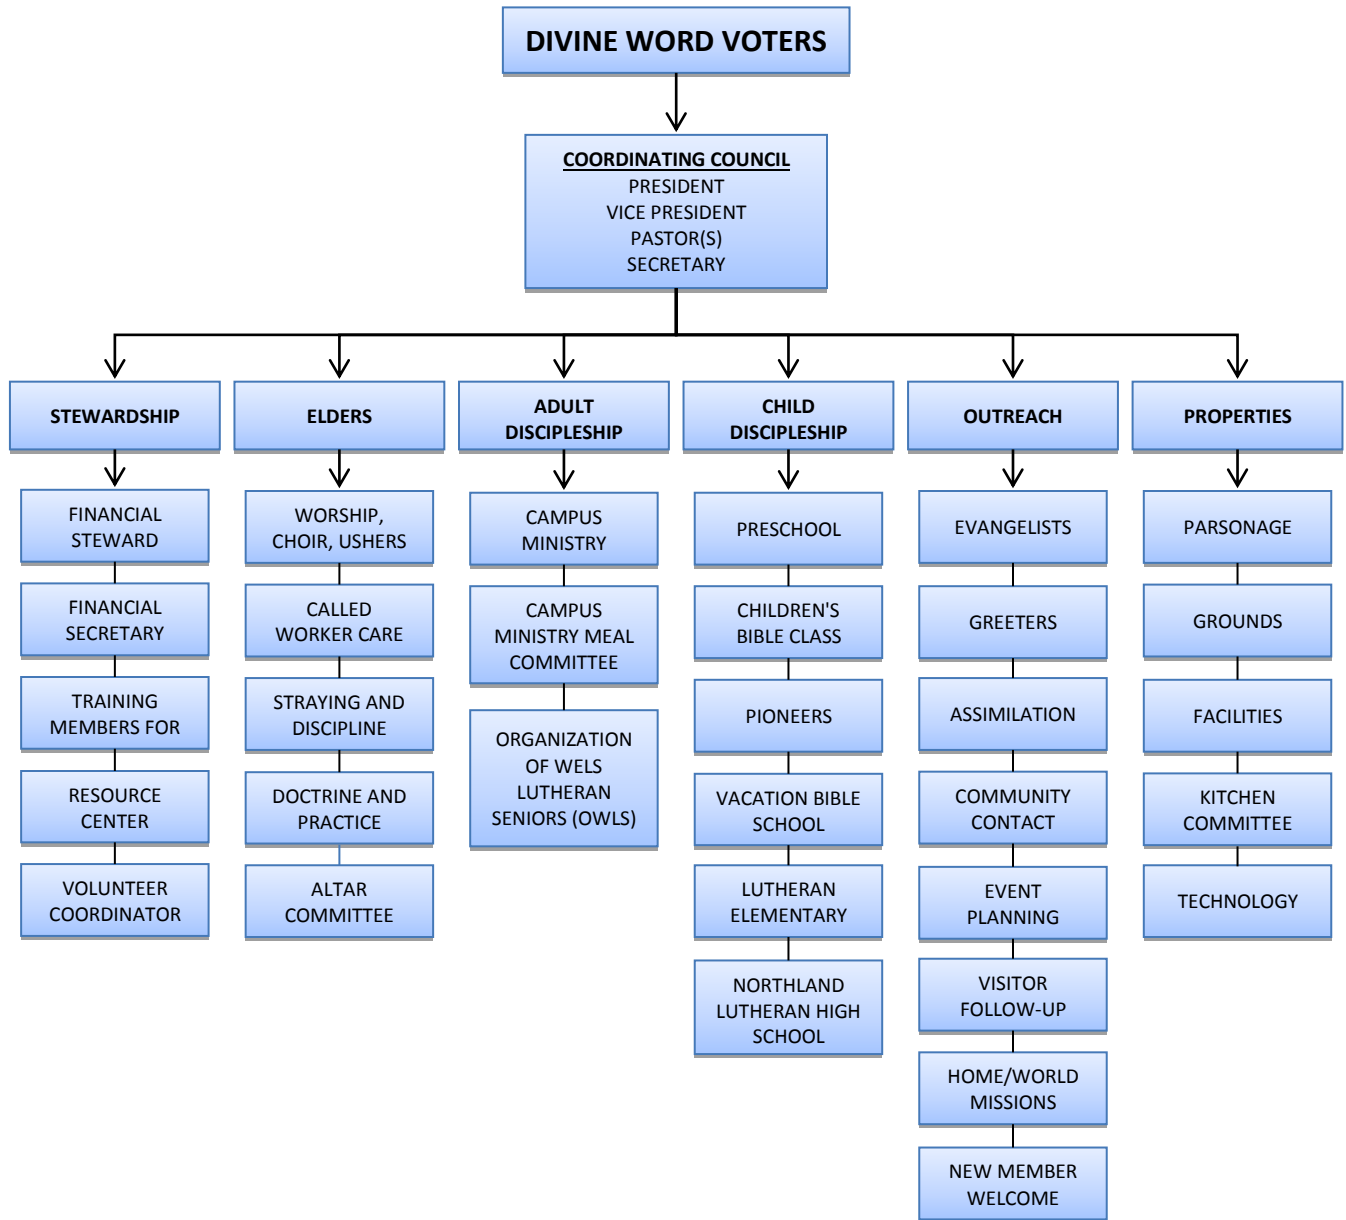 DIVINE WORD VOTERS
COORDINATING COUNCIL
PRESIDENT
VICE PRESIDENT
PASTOR(S)
SECRETARY
STEWARDSHIP
FINANCIAL
STEWARD
FINANCIAL
SECRETARY
TRAINING
MEMBERS FOR
RESOURCE
CENTER
VOLUNTEER
COORDINATOR
ELDERS
WORSHIP,
CHOIR, USHERS
CALLED
WORKER CARE
STRAYING AND
DISCIPLINE
DOCTRINE AND
PRACTICE
ALTAR
COMMITTEE
ADULT
DISCIPLESHIP
CAMPUS
MINISTRY
CAMPUS
MINISTRY MEAL
COMMITTEE
ORGANIZATION
OF WELS
LUTHERAN
SENIORS (OWLS)
CHILD
DISCIPLESHIP
PRESCHOOL
CHILDREN'S
BIBLE CLASS
PIONEERS
VACATION BIBLE
SCHOOL
LUTHERAN
ELEMENTARY
NORTHLAND
LUTHERAN HIGH
SCHOOL
OUTREACH
EVANGELISTS
GREETERS
ASSIMILATION
COMMUNITY
CONTACT
EVENT
PLANNING
VISITOR
FOLLOW-UP
HOME/WORLD
MISSIONS
NEW MEMBER
WELCOME
PROPERTIES
PARSONAGE
GROUNDS
FACILITIES
KITCHEN
COMMITTEE
TECHNOLOGY